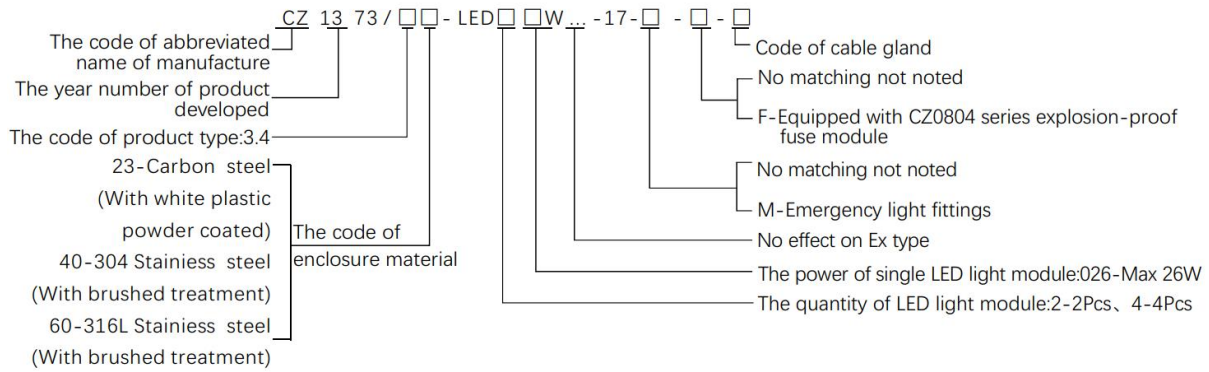 CZ 13 73/□□-LED□ □W...-17-□ -□-□
The code of abbreviated
name of manufacture
The year number of product
developed
The code of product type:3.4
23-Carbon steel
(With white plastic
powder coated)
40-304 Stainiess steel
(With brushed treatment)
60-316L Stainiess steel
(With brushed treatment)
The code of
enclosure material
Code of cable gland
No matching not noted
F-Equipped with CZ0804 series explosion-proof
fuse module
No matching not noted
M-Emergency light fittings
No effect on Ex type
The power of single LED light module:026-Max 26W
The quantity of LED light module:2-2Pcs、4-4Pcs